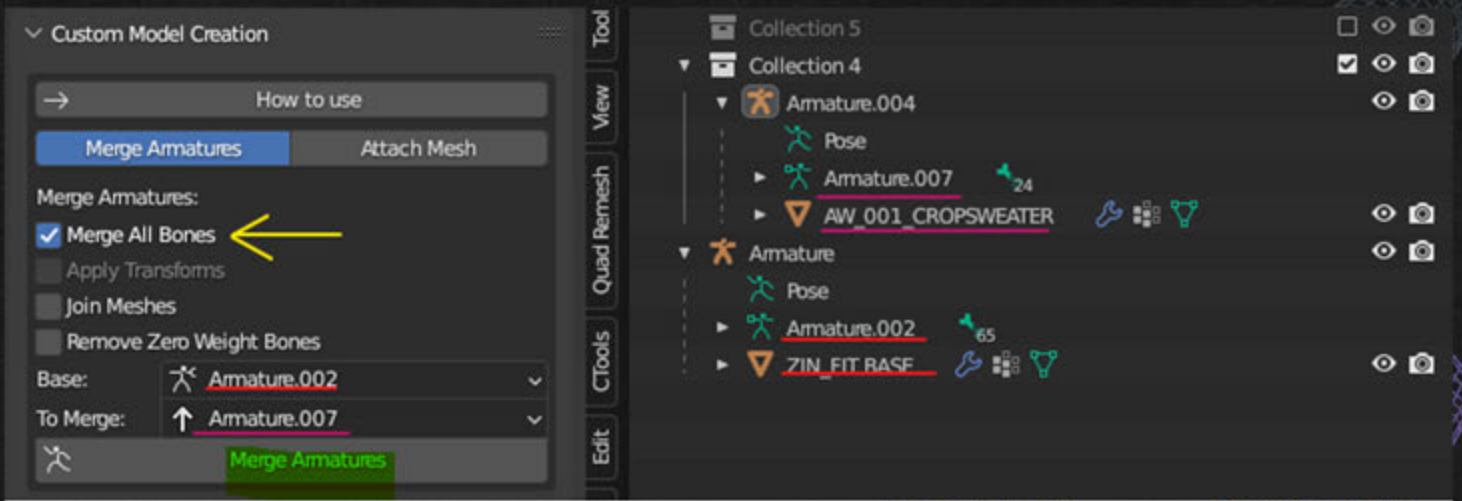 Custom Model Creation
How to use
Merge Armatures
Attach Mesh
Merge Armatures:
Merge All Bones
Apply Transforms
Join Meshes
Remove Zero Weight Bones
Base: Armature.002
To Merge: Armature.007
Merge Armatures
Tool
View
Quad Remesh
CTools
Edit
Collection 5
Collection 4
Armature.004
Pose
Armature.007 24
AW_001_CROPSWEATER
Armature
Pose
Armature.002 65
ZIN_FIT BASE